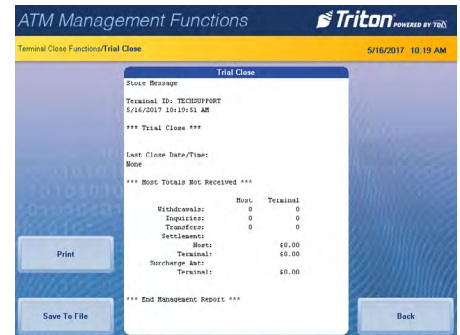 ATM Management Functions
Triton POWERED BY TDL
Terminal Close Functions/Trial Close
5/16/2017 10:19 AM
Trial Close
Store Message
Terminal ID: TECHSUPPORT
5/16/2017 10:19:51 AM
*** Trial Close ***
Last Close Date/Time:
None
*** Host Totals Not Received ***
Host Terminal
Withdrawals: 0 0
Inquiries: 0 0
Transfers: 0 0
Settlement:
Host: $0.00
Terminal: $0.00
Surcharge Amt:
Terminal: $0.00
*** End Management Report ***
Print
Save To File
Back